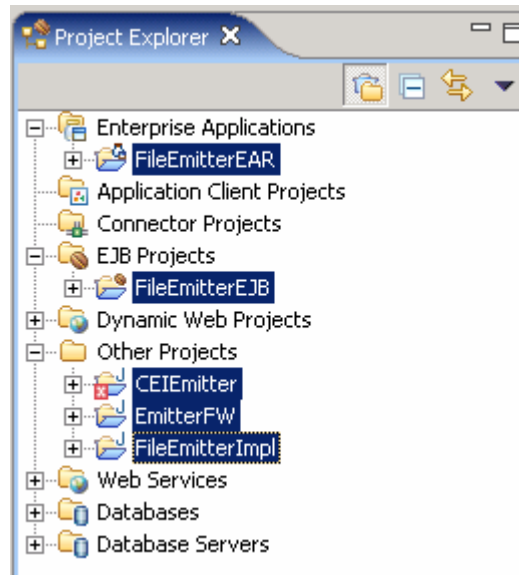 Project Explorer
Enterprise Applications
FileEmitterEAR
Application Client Projects
Connector Projects
EJB Projects
FileEmitterEJB
Dynamic Web Projects
Other Projects
CEIEmitter
EmitterFW
FileEmitterImpl
Web Services
Databases
Database Servers